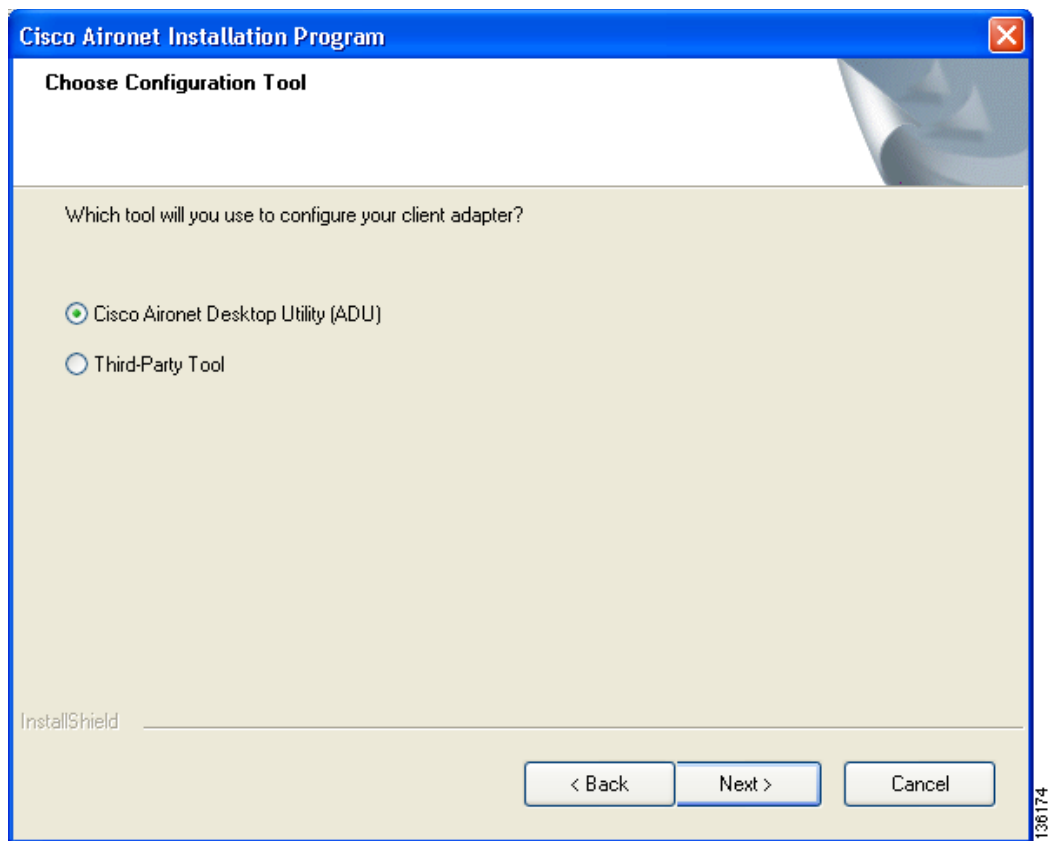 Cisco Aironet Installation Program
Choose Configuration Tool
Which tool will you use to configure your client adapter?
Cisco Aironet Desktop Utility (ADU)
Third-Party Tool
InstallShield
< Back
Next >
Cancel
136174